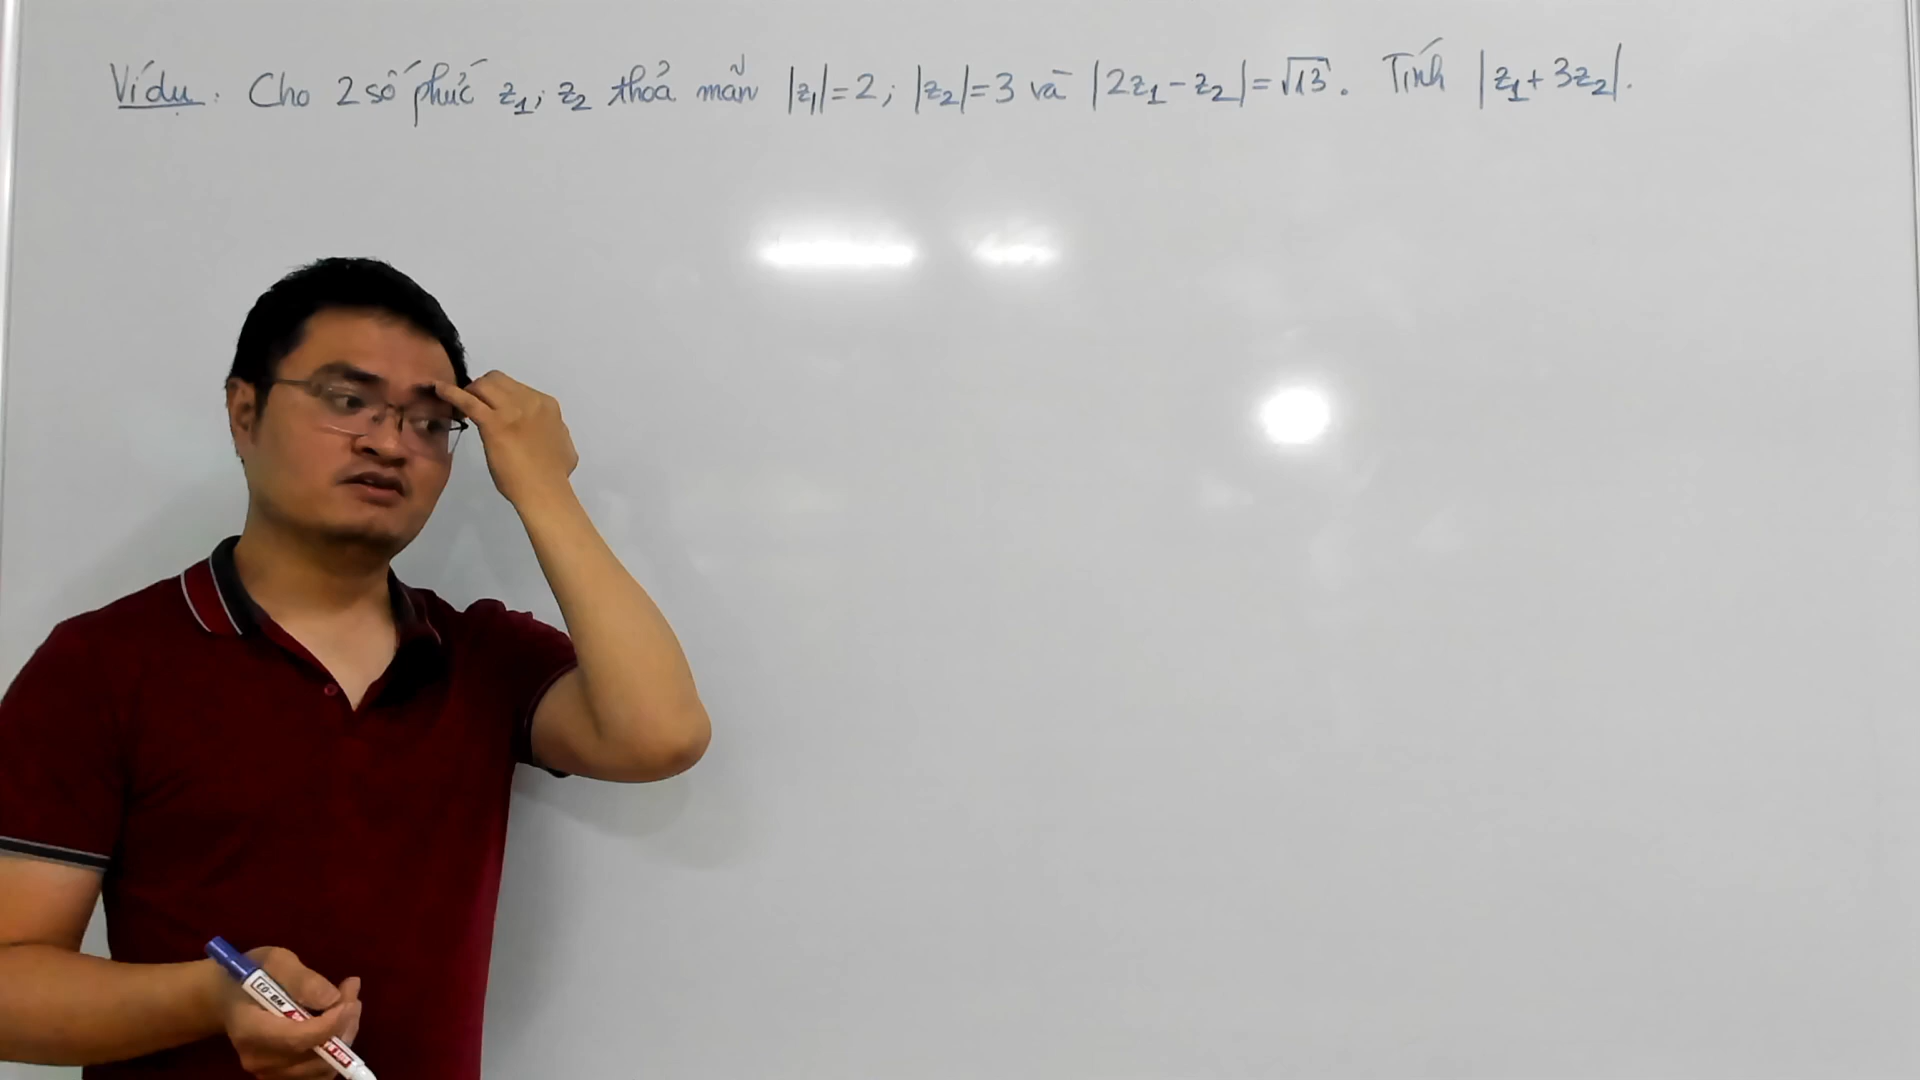 Ví dụ: Cho 2 số phức z₁; z₂ thỏa mãn |z₁|=2; |z₂|=3 và |2z₁-z₂|=√13. Tính |z₁+3z₂|.